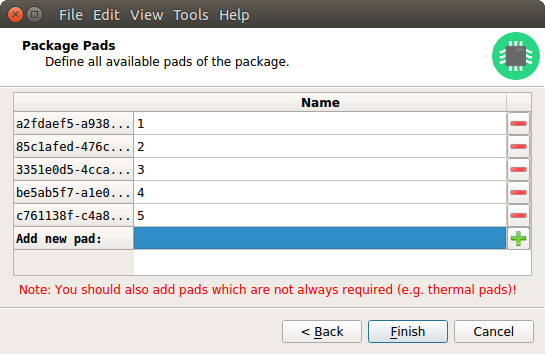 File Edit View Tools Help
Package Pads
Define all available pads of the package.
Name
a2fdaef5-a938... 1
85c1afed-476c... 2
3351e0d5-4cca... 3
be5ab5f7-a1e0... 4
c761138f-c4a8... 5
Add new pad:
Note: You should also add pads which are not always required (e.g. thermal pads)!
< Back Finish Cancel